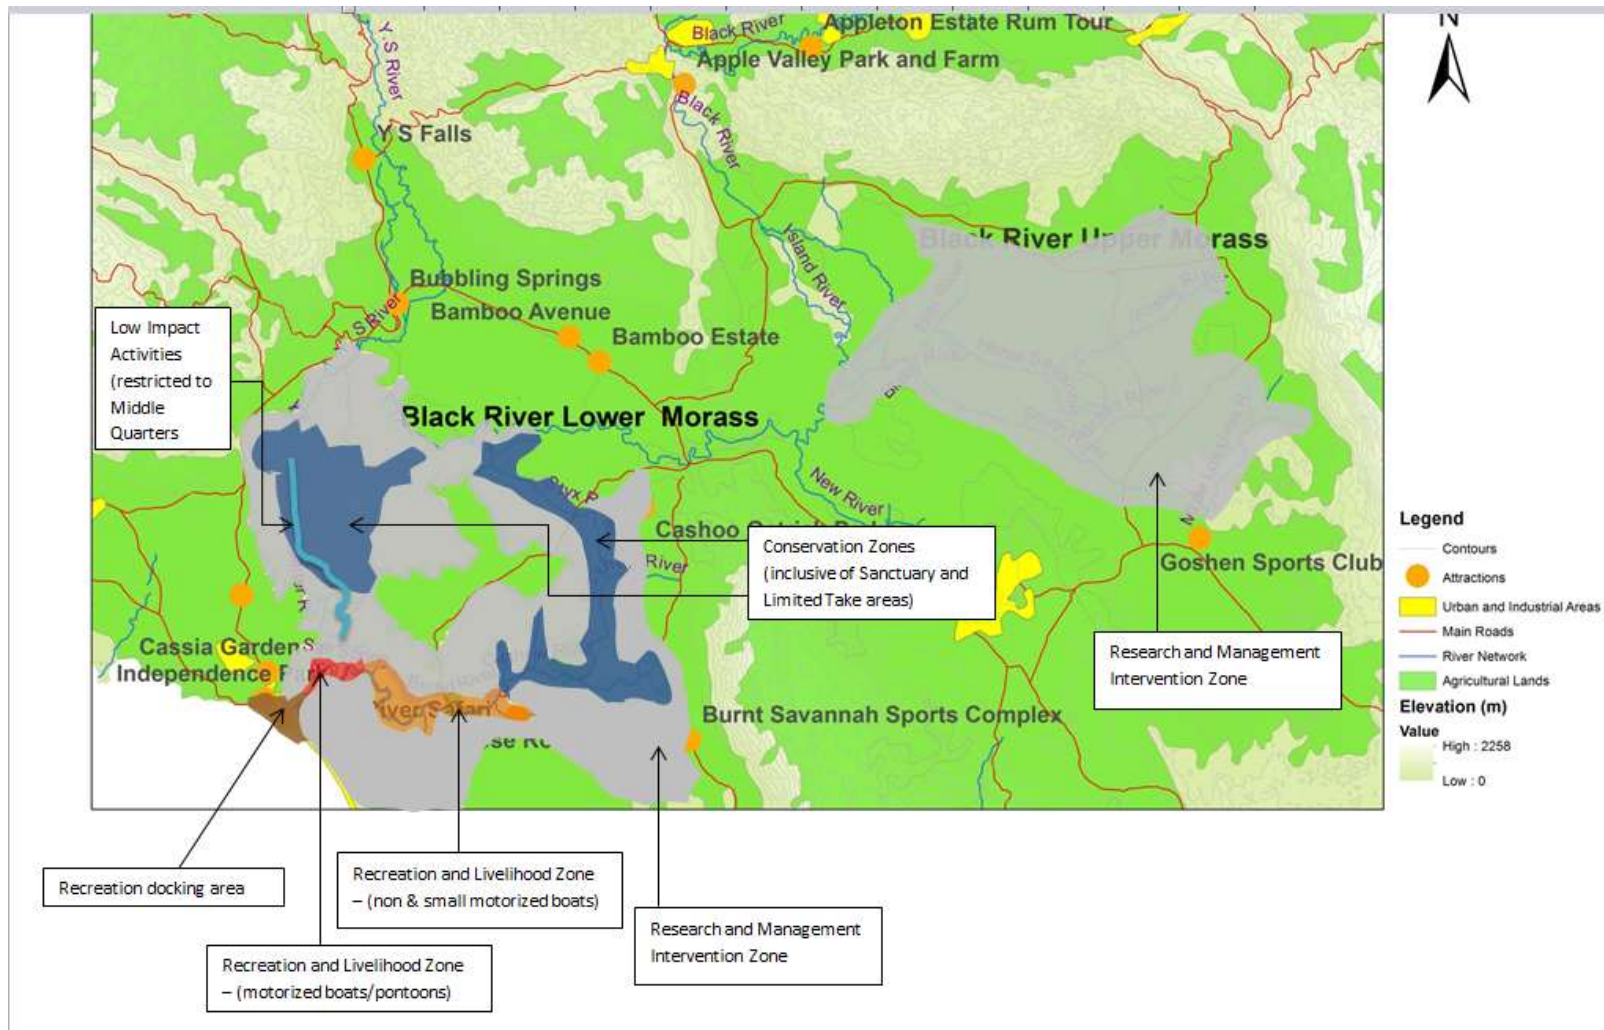 N
Black River
Appleton Estate Rum Tour
Apple Valley Park and Farm
Y S River
Black River
Y S Falls
Ysland River
Black River Upper Morass
Bubbling Springs
Bamboo Avenue
S River
Bamboo Estate
Low Impact
Activities
(restricted to
Middle
Quarters
Black River Lower Morass
New River
Cashoo
River
Conservation Zones
(inclusive of Sanctuary and
Limited Take areas)
Goshen Sports Club
Cassia Garden
Independence
Research and Management
Intervention Zone
Burnt Savannah Sports Complex
Legend
Contours
Attractions
Urban and Industrial Areas
Main Roads
River Network
Agricultural Lands
Elevation (m)
Value
High : 2258
Low : 0
Recreation docking area
Recreation and Livelihood Zone
– (non & small motorized boats)
Research and Management
Intervention Zone
Recreation and Livelihood Zone
– (motorized boats/pontoons)